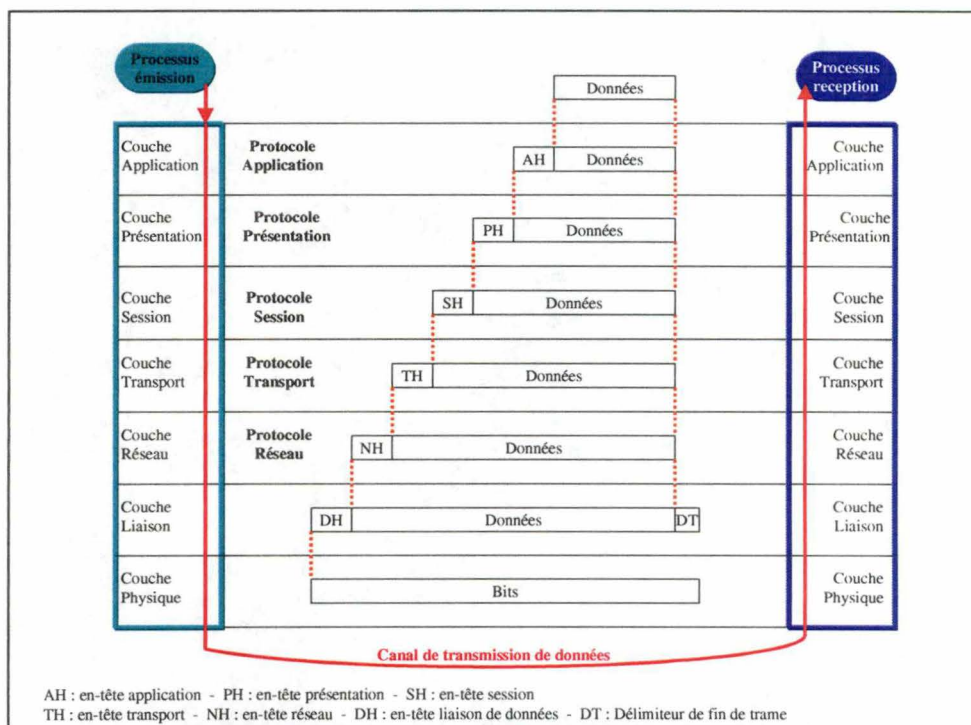 Processus émission
Processus reception
Données
Couche Application
Protocole Application
AH Données
Couche Application
Couche Présentation
Protocole Présentation
PH Données
Couche Présentation
Couche Session
Protocole Session
SH Données
Couche Session
Couche Transport
Protocole Transport
TH Données
Couche Transport
Couche Réseau
Protocole Réseau
NH Données
Couche Réseau
Couche Liaison
DH Données DT
Couche Liaison
Couche Physique
Bits
Couche Physique
Canal de transmission de données
AH : en-tête application - PH : en-tête présentation - SH : en-tête session
TH : en-tête transport - NH : en-tête réseau - DH : en-tête liaison de données - DT : Délimiteur de fin de trame